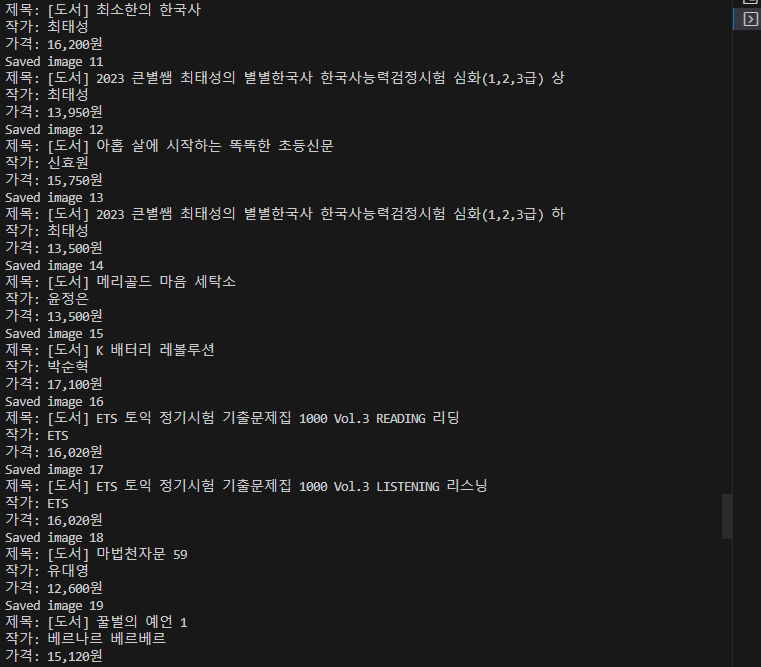 제목: [도서] 최소한의 한국사
작가: 최태성
가격: 16,200원
Saved image 11
제목: [도서] 2023 큰별쌤 최태성의 별별한국사 한국사능력검정시험 심화(1,2,3급) 상
작가: 최태성
가격: 13,950원
Saved image 12
제목: [도서] 아홉 살에 시작하는 똑똑한 초등신문
작가: 신효원
가격: 15,750원
Saved image 13
제목: [도서] 2023 큰별쌤 최태성의 별별한국사 한국사능력검정시험 심화(1,2,3급) 하
작가: 최태성
가격: 13,500원
Saved image 14
제목: [도서] 메리골드 마음 세탁소
작가: 윤정은
가격: 13,500원
Saved image 15
제목: [도서] K 배터리 레볼루션
작가: 박순혁
가격: 17,100원
Saved image 16
제목: [도서] ETS 토익 정기시험 기출문제집 1000 Vol.3 READING 리딩
작가: ETS
가격: 16,020원
Saved image 17
제목: [도서] ETS 토익 정기시험 기출문제집 1000 Vol.3 LISTENING 리스닝
작가: ETS
가격: 16,020원
Saved image 18
제목: [도서] 마법천자문 59
작가: 유대영
가격: 12,600원
Saved image 19
제목: [도서] 꿀벌의 예언 1
작가: 베르나르 베르베르
가격: 15,120원